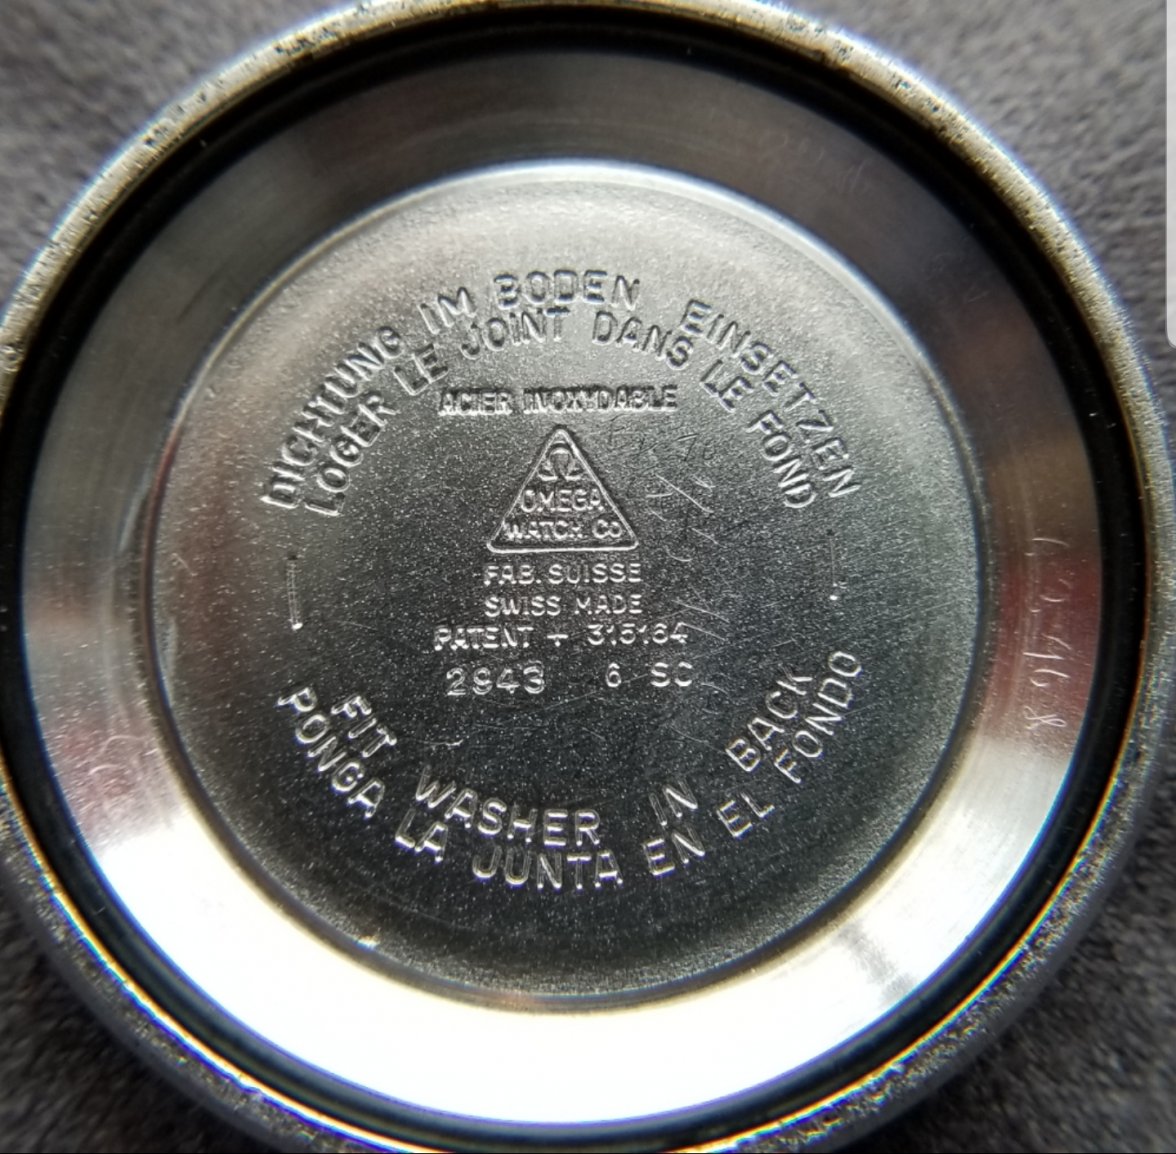 DICHTUNG IM BODEN EINSETZEN
LOGER LE JOINT DANS LE FOND
ACIER INOXYDABLE
Ω
OMEGA
WATCH CO
FAB. SUISSE
SWISS MADE
PATENT + 315164
2943 6 SC
FIT WASHER IN BACK
PONGA LA JUNTA EN EL FONDO